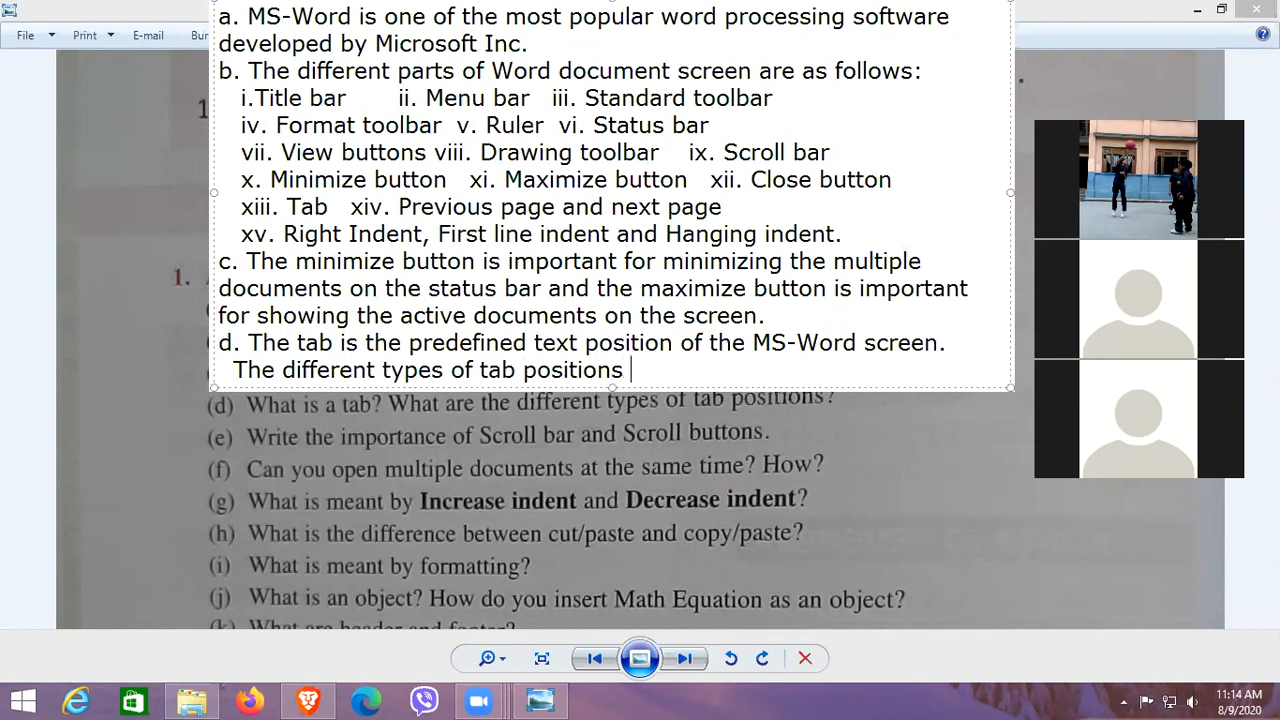 File Print E-mail Bur
a. MS-Word is one of the most popular word processing software
developed by Microsoft Inc.
b. The different parts of Word document screen are as follows:
i.Title bar ii. Menu bar iii. Standard toolbar
iv. Format toolbar v. Ruler vi. Status bar
vii. View buttons viii. Drawing toolbar ix. Scroll bar
x. Minimize button xi. Maximize button xii. Close button
xiii. Tab xiv. Previous page and next page
xv. Right Indent, First line indent and Hanging indent.
c. The minimize button is important for minimizing the multiple
documents on the status bar and the maximize button is important
for showing the active documents on the screen.
d. The tab is the predefined text position of the MS-Word screen.
The different types of tab positions
1.
(d) What is a tab? What are the different types of tab positions?
(e) Write the importance of Scroll bar and Scroll buttons.
(f) Can you open multiple documents at the same time? How?
(g) What is meant by Increase indent and Decrease indent?
(h) What is the difference between cut/paste and copy/paste?
(i) What is meant by formatting?
(j) What is an object? How do you insert Math Equation as an object?
(k) What are header and footer?
11:14 AM
8/9/2020